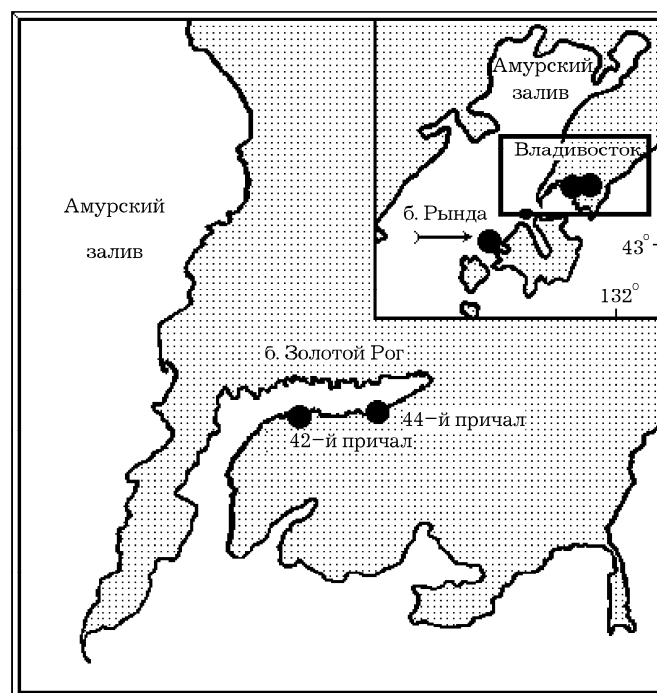 Амурский
залив
Владивосток
б. Рында
43°
132°
Амурский
залив
б. Золотой Рог
44-й причал
42-й причал